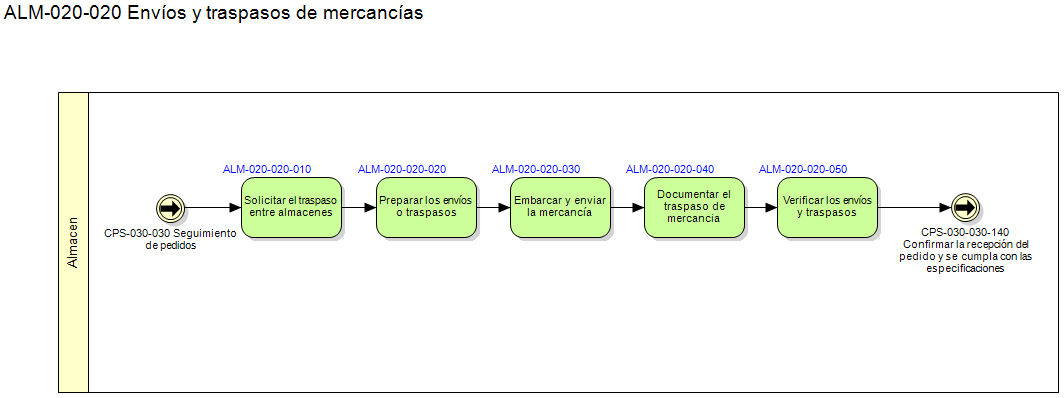 ALM-020-020 Envíos y traspasos de mercancías
Almacen
CPS-030-030 Seguimiento
de pedidos
ALM-020-020-010
Solicitar el traspaso
entre almacenes
ALM-020-020-020
Preparar los envíos
o traspasos
ALM-020-020-030
Embarcar y enviar
la mercancía
ALM-020-020-040
Documentar el
traspaso de
mercancia
ALM-020-020-050
Verificar los envíos
y traspasos
CPS-030-030-140
Confirmar la recepción del
pedido y se cumpla con las
especificaciones